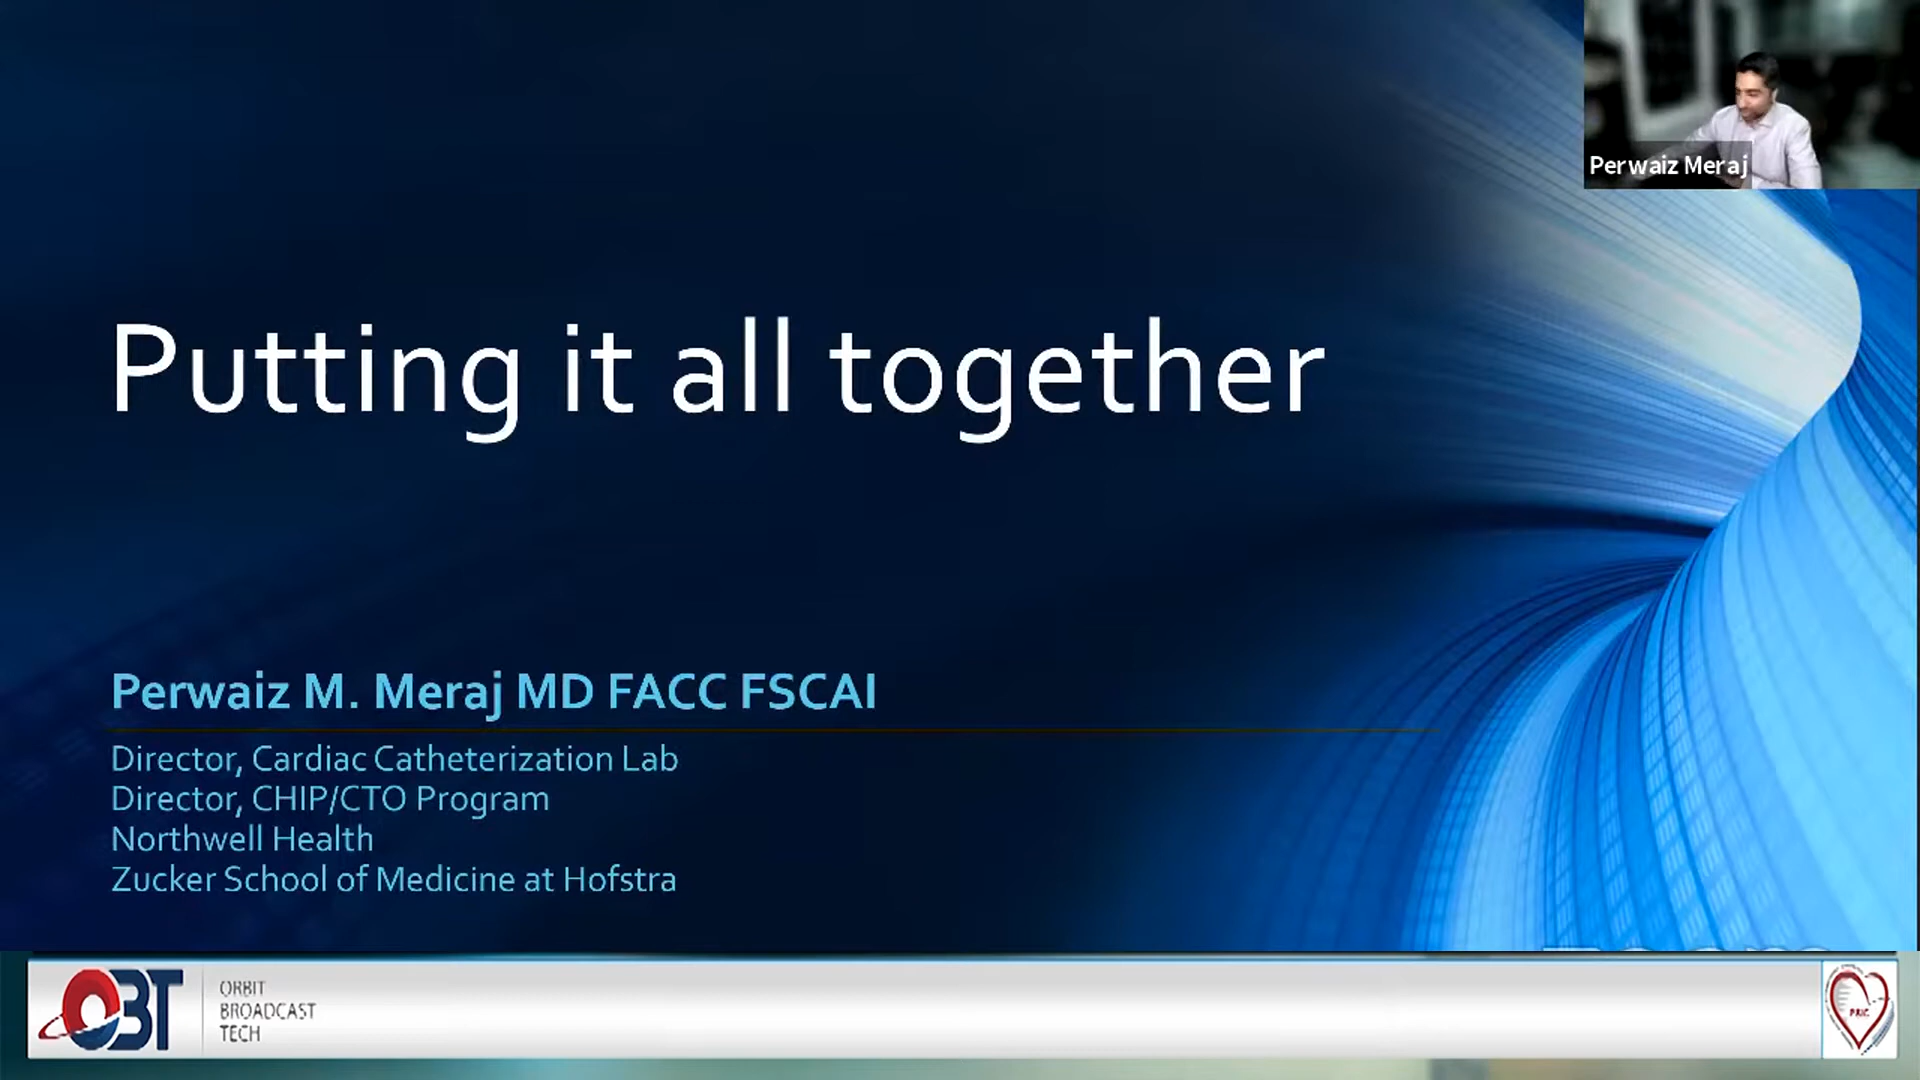 Perwaiz Meraj
Putting it all together
Perwaiz M. Meraj MD FACC FSCAI
Director, Cardiac Catheterization Lab
Director, CHIP/CTO Program
Northwell Health
Zucker School of Medicine at Hofstra
OBT
ORBIT
BROADCAST
TECH